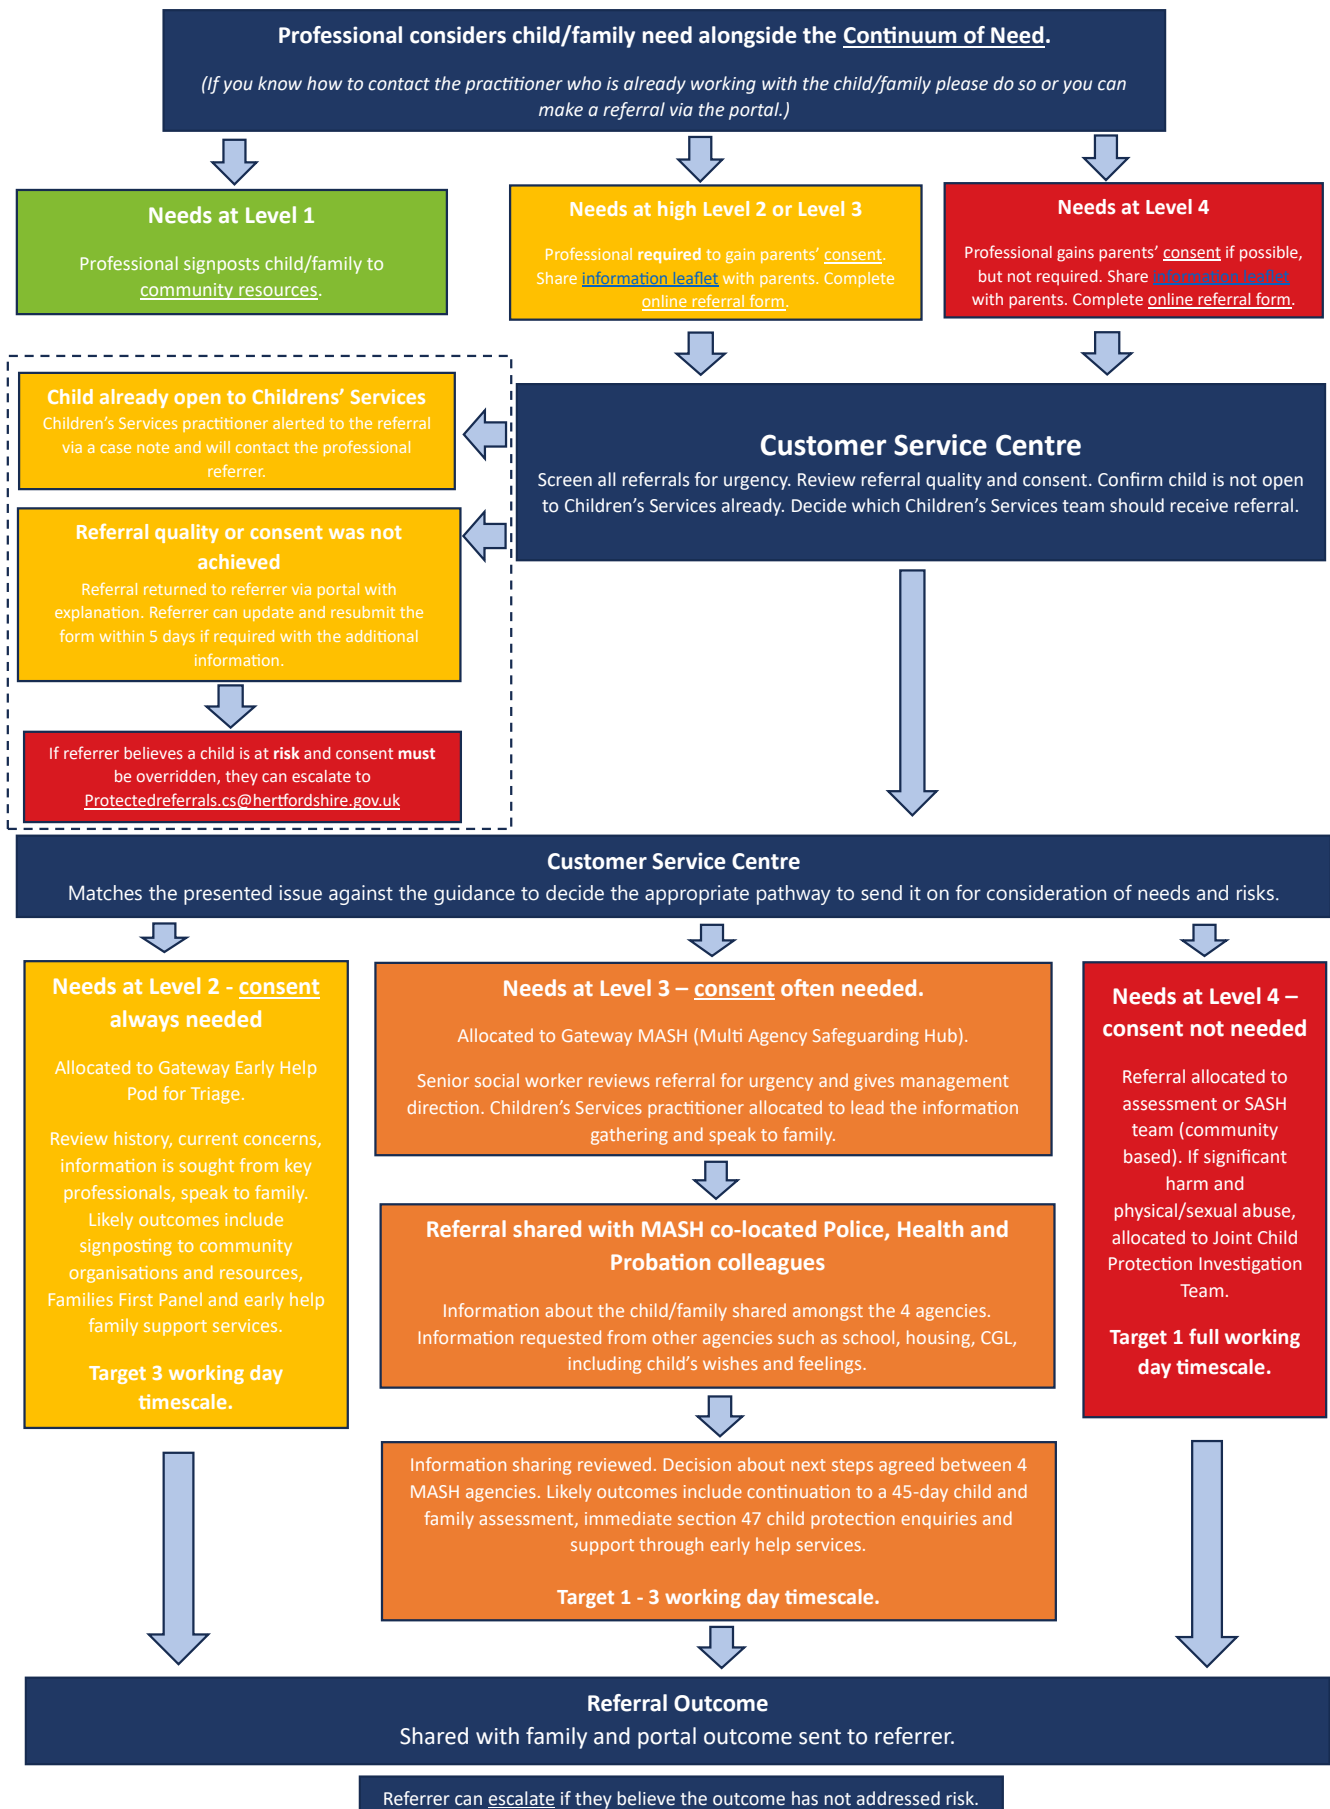 Professional considers child/family need alongside the Continuum of Need.
(If you know how to contact the practitioner who is already working with the child/family please do so or you can
make a referral via the portal.)
Needs at Level 1
Professional signposts child/family to
community resources.
Needs at high Level 2 or Level 3
Professional required to gain parents’ consent.
Share information leaflet with parents. Complete
online referral form.
Needs at Level 4
Professional gains parents’ consent if possible,
but not required. Share information leaflet
with parents. Complete online referral form.
Child already open to Childrens’ Services
Children’s Services practitioner alerted to the referral
via a case note and will contact the professional
referrer.
Customer Service Centre
Screen all referrals for urgency. Review referral quality and consent. Confirm child is not open
to Children’s Services already. Decide which Children’s Services team should receive referral.
Referral quality or consent was not
achieved
Referral returned to referrer via portal with
explanation. Referrer can update and resubmit the
form within 5 days if required with the additional
information.
If referrer believes a child is at risk and consent must
be overridden, they can escalate to
Protectedreferrals.cs@hertfordshire.gov.uk
Customer Service Centre
Matches the presented issue against the guidance to decide the appropriate pathway to send it on for consideration of needs and risks.
Needs at Level 2 - consent
always needed
Allocated to Gateway Early Help
Pod for Triage.
Review history, current concerns,
information is sought from key
professionals, speak to family.
Likely outcomes include
signposting to community
organisations and resources,
Families First Panel and early help
family support services.
Target 3 working day
timescale.
Needs at Level 3 – consent often needed.
Allocated to Gateway MASH (Multi Agency Safeguarding Hub).
Senior social worker reviews referral for urgency and gives management
direction. Children’s Services practitioner allocated to lead the information
gathering and speak to family.
Referral shared with MASH co-located Police, Health and
Probation colleagues
Information about the child/family shared amongst the 4 agencies.
Information requested from other agencies such as school, housing, CGL,
including child’s wishes and feelings.
Information sharing reviewed. Decision about next steps agreed between 4
MASH agencies. Likely outcomes include continuation to a 45-day child and
family assessment, immediate section 47 child protection enquiries and
support through early help services.
Target 1 - 3 working day timescale.
Needs at Level 4 –
consent not needed
Referral allocated to
assessment or SASH
team (community
based). If significant
harm and
physical/sexual abuse,
allocated to Joint Child
Protection Investigation
Team.
Target 1 full working
day timescale.
Referral Outcome
Shared with family and portal outcome sent to referrer.
Referrer can escalate if they believe the outcome has not addressed risk.